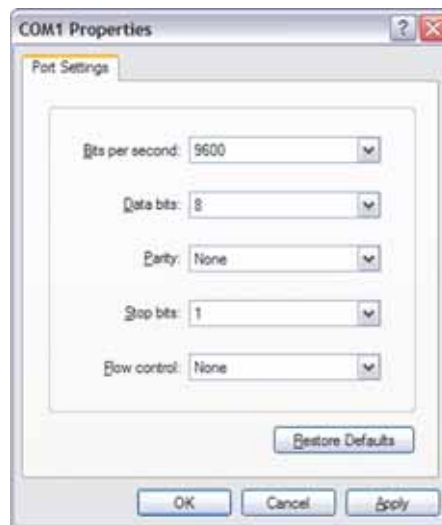 COM1 Properties
Port Settings
Bits per second: 9600
Data bits: 8
Parity: None
Stop bits: 1
Flow control: None
Restore Defaults
OK Cancel Apply